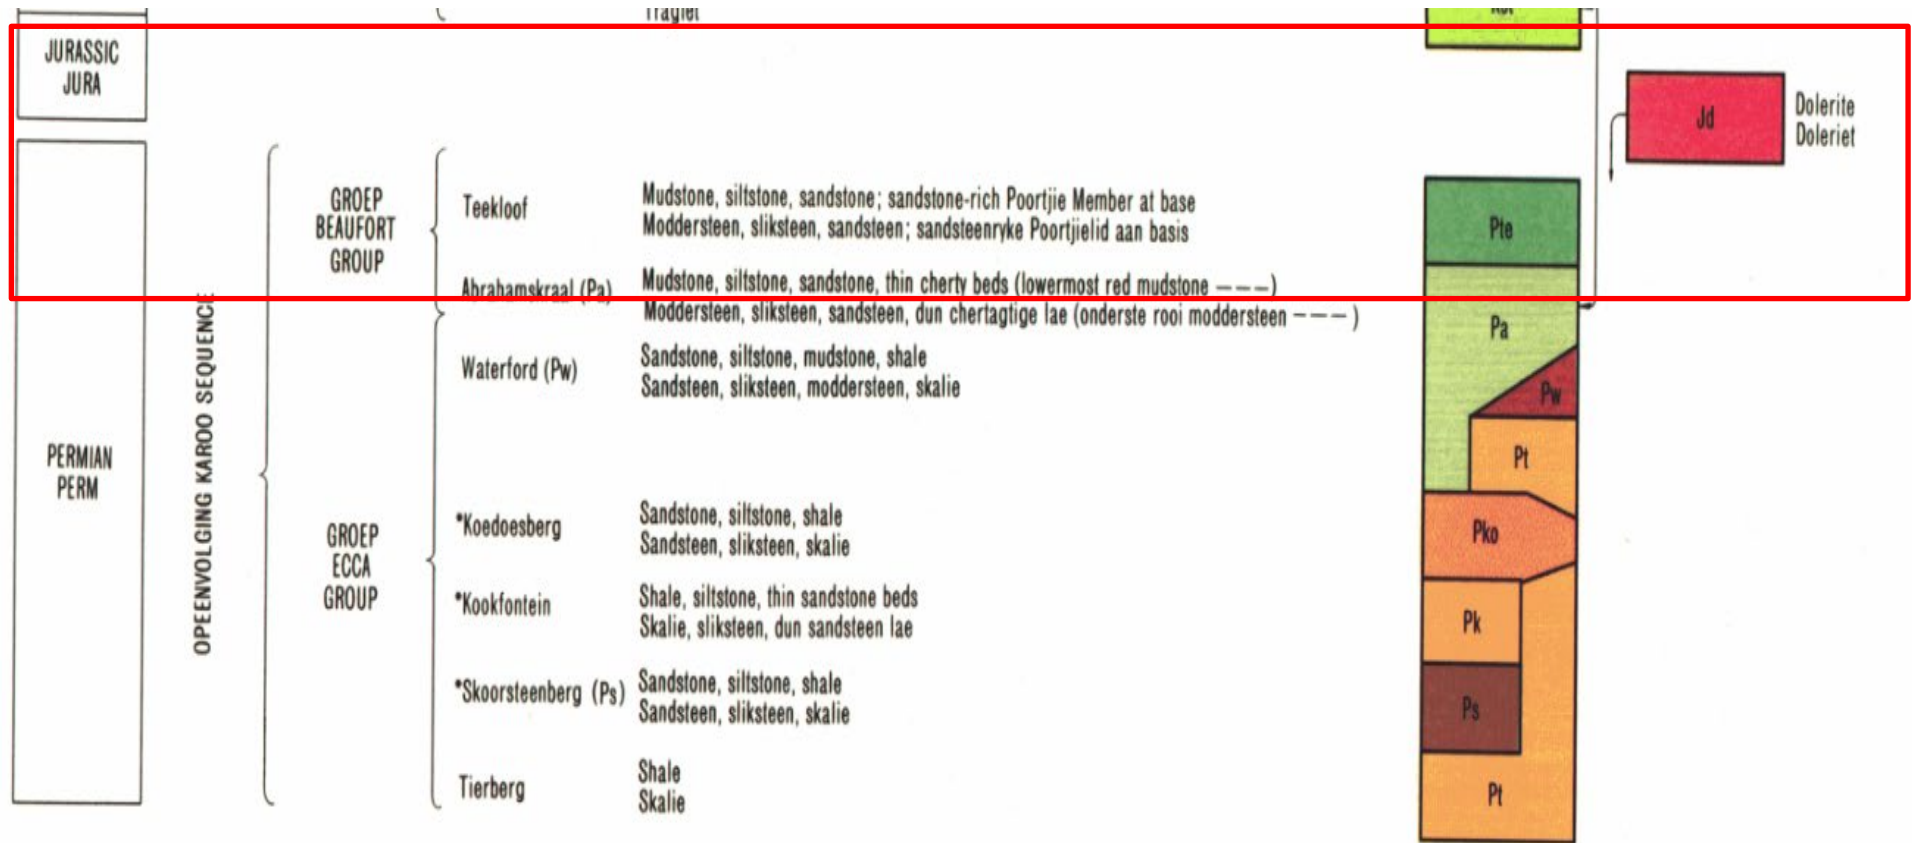 JURASSIC
JURA
Jd
Dolerite
Doleriet
PERMIAN
PERM
OPEENVOLGING KAROO SEQUENCE
GROEP
BEAUFORT
GROUP
Teekloof
Mudstone, siltstone, sandstone; sandstone-rich Poortjie Member at base
Moddersteen, sliksteen, sandsteen; sandsteenryke Poortjielid aan basis
Pte
Abrahamskraal (Pa)
Mudstone, siltstone, sandstone, thin cherty beds (lowermost red mudstone ----)
Moddersteen, sliksteen, sandsteen, dun chertagtige lae (onderste rooi moddersteen ----)
Pa
Waterford (Pw)
Sandstone, siltstone, mudstone, shale
Sandsteen, sliksteen, moddersteen, skalie
Pw
Pt
GROEP
ECCA
GROUP
*Koedoesberg
Sandstone, siltstone, shale
Sandsteen, sliksteen, skalie
Pko
*Kookfontein
Shale, siltstone, thin sandstone beds
Skalie, sliksteen, dun sandsteen lae
Pk
*Skoorsteenberg (Ps)
Sandstone, siltstone, shale
Sandsteen, sliksteen, skalie
Ps
Tierberg
Shale
Skalie
Pt